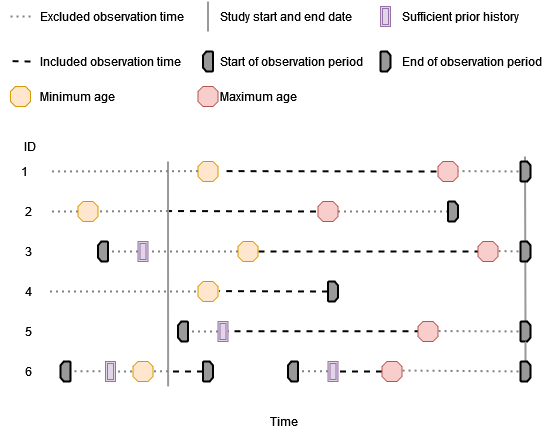 Excluded observation time
Study start and end date
Sufficient prior history
Included observation time
Start of observation period
End of observation period
Minimum age
Maximum age
ID
1
2
3
4
5
6
Time